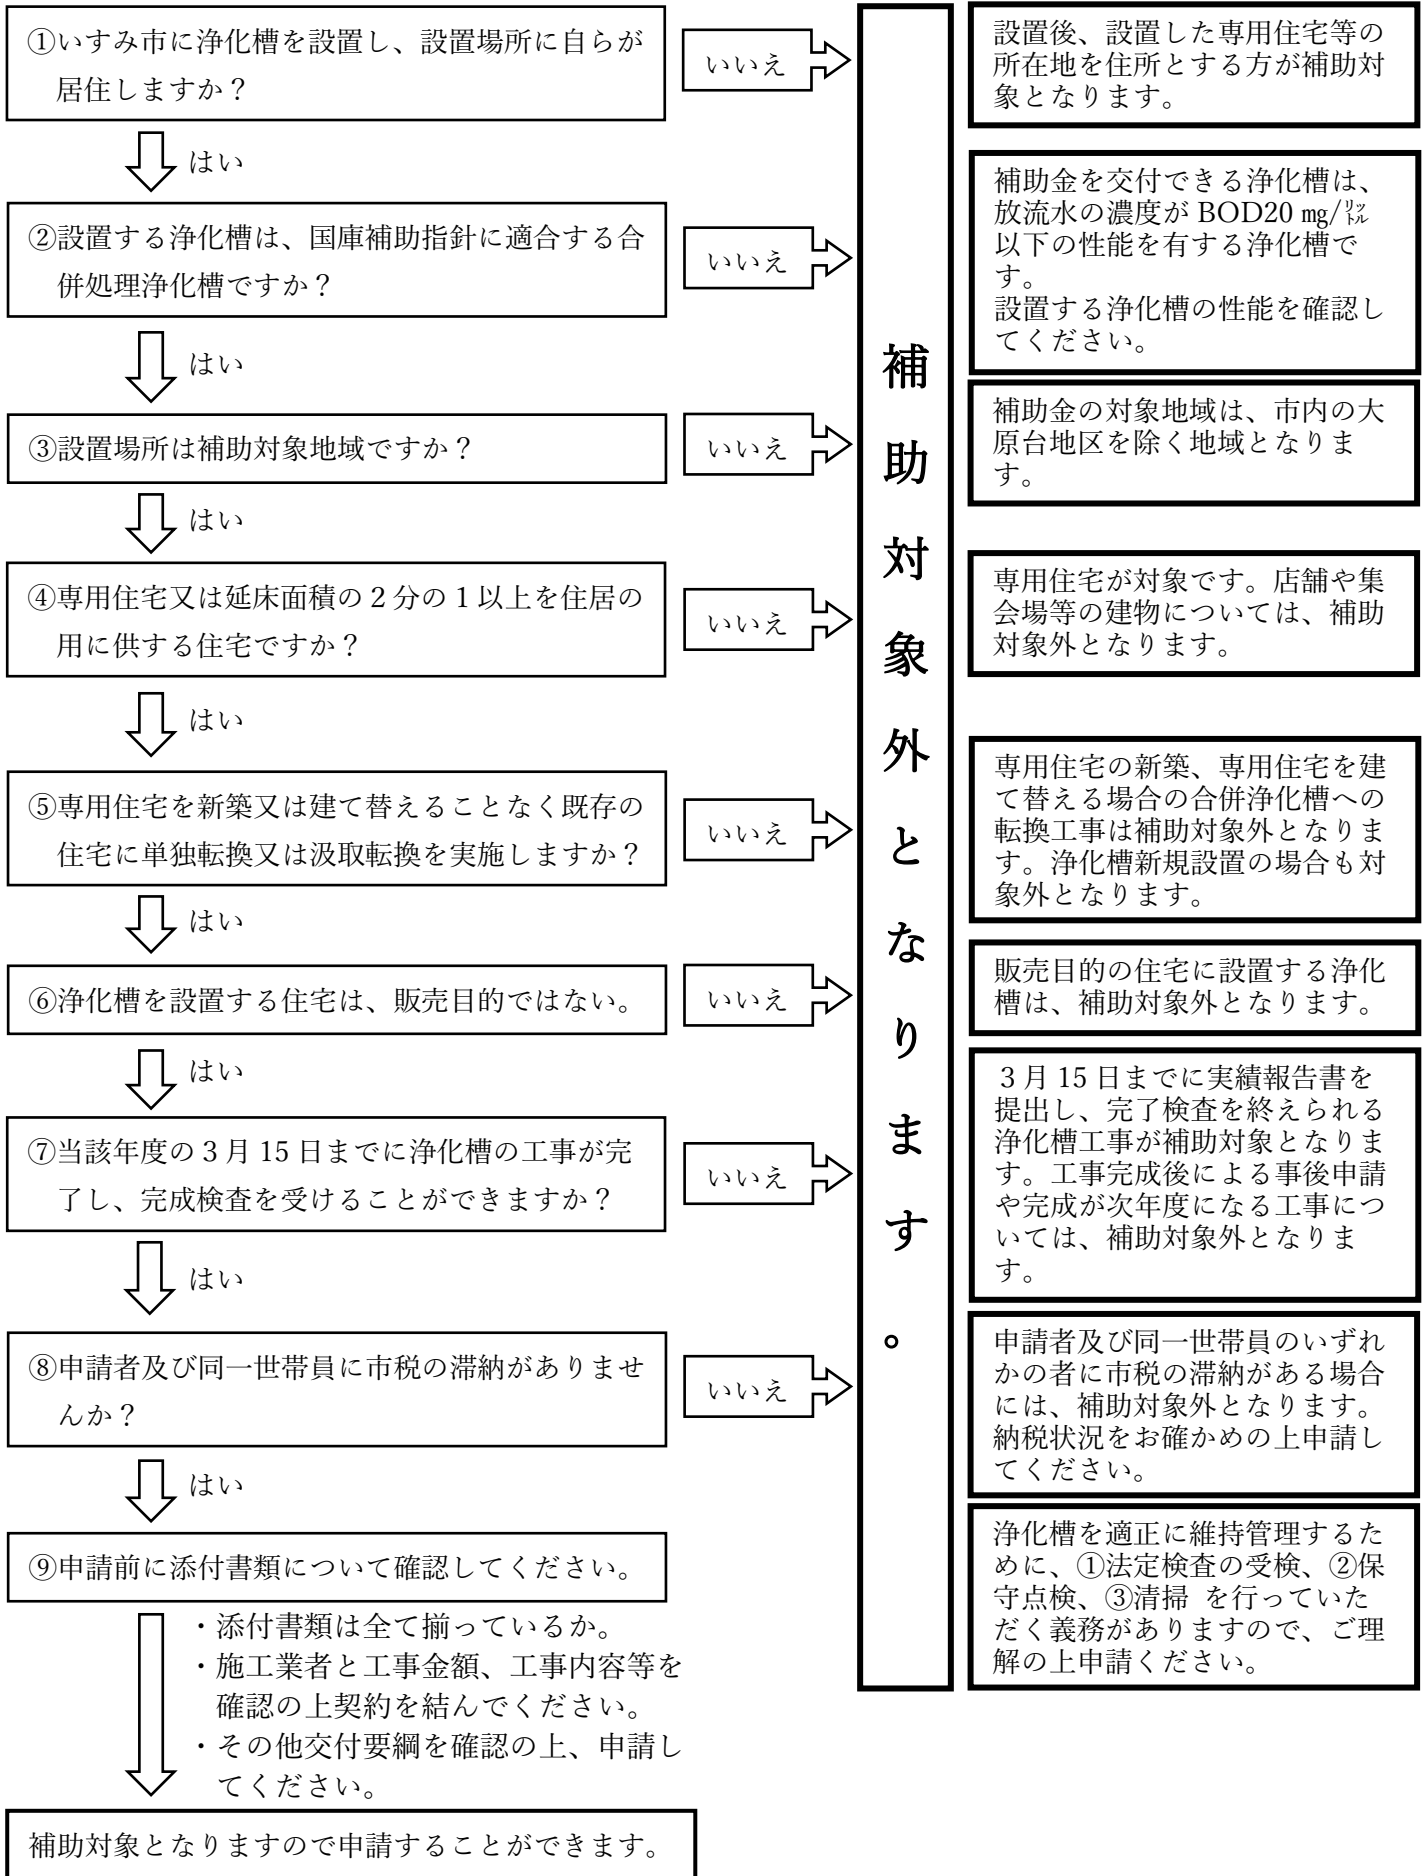 ①いすみ市に浄化槽を設置し、設置場所に自らが
居住しますか？
いいえ
設置後、設置した専用住宅等の
所在地を住所とする方が補助対
象となります。
はい
②設置する浄化槽は、国庫補助指針に適合する合
併処理浄化槽ですか？
いいえ
補助金を交付できる浄化槽は、
放流水の濃度が BOD20 ㎎/㍑
以下の性能を有する浄化槽で
す。
設置する浄化槽の性能を確認し
てください。
はい
③設置場所は補助対象地域ですか？
いいえ
補助金の対象地域は、市内の大
原台地区を除く地域となりま
す。
はい
④専用住宅又は延床面積の２分の１以上を住居の
用に供する住宅ですか？
いいえ
専用住宅が対象です。店舗や集
会場等の建物については、補助
対象外となります。
はい
⑤専用住宅を新築又は建て替えることなく既存の
住宅に単独転換又は汲取転換を実施しますか？
いいえ
専用住宅の新築、専用住宅を建
て替える場合の合併浄化槽への
転換工事は補助対象外となりま
す。浄化槽新規設置の場合も対
象外となります。
はい
⑥浄化槽を設置する住宅は、販売目的ではない。
いいえ
販売目的の住宅に設置する浄化
槽は、補助対象外となります。
はい
⑦当該年度の３月 15 日までに浄化槽の工事が完
了し、完成検査を受けることができますか？
いいえ
３月 15 日までに実績報告書を
提出し、完了検査を終えられる
浄化槽工事が補助対象となりま
す。工事完成後による事後申請
や完成が次年度になる工事につ
いては、補助対象外となりま
す。
はい
⑧申請者及び同一世帯員に市税の滞納がありませ
んか？
いいえ
申請者及び同一世帯員のいずれ
かの者に市税の滞納がある場合
には、補助対象外となります。
納税状況をお確かめの上申請し
てください。
はい
⑨申請前に添付書類について確認してください。
浄化槽を適正に維持管理するた
めに、①法定検査の受検、②保
守点検、③清掃 を行っていた
だく義務がありますので、ご理
解の上申請ください。
・添付書類は全て揃っているか。
・施工業者と工事金額、工事内容等を
確認の上契約を結んでください。
・その他交付要綱を確認の上、申請し
てください。
補助対象となりますので申請することができます。
補助対象外となります。